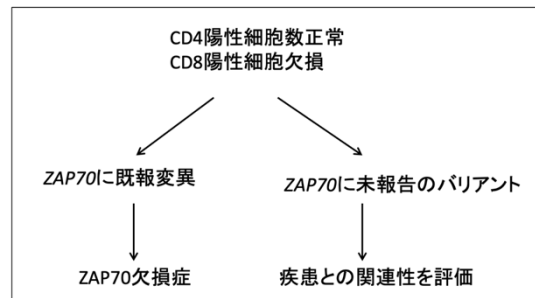 CD4陽性細胞数正常
CD8陽性細胞欠損
ZAP70に既報変異
ZAP70に未報告のバリアント
ZAP70欠損症
疾患との関連性を評価